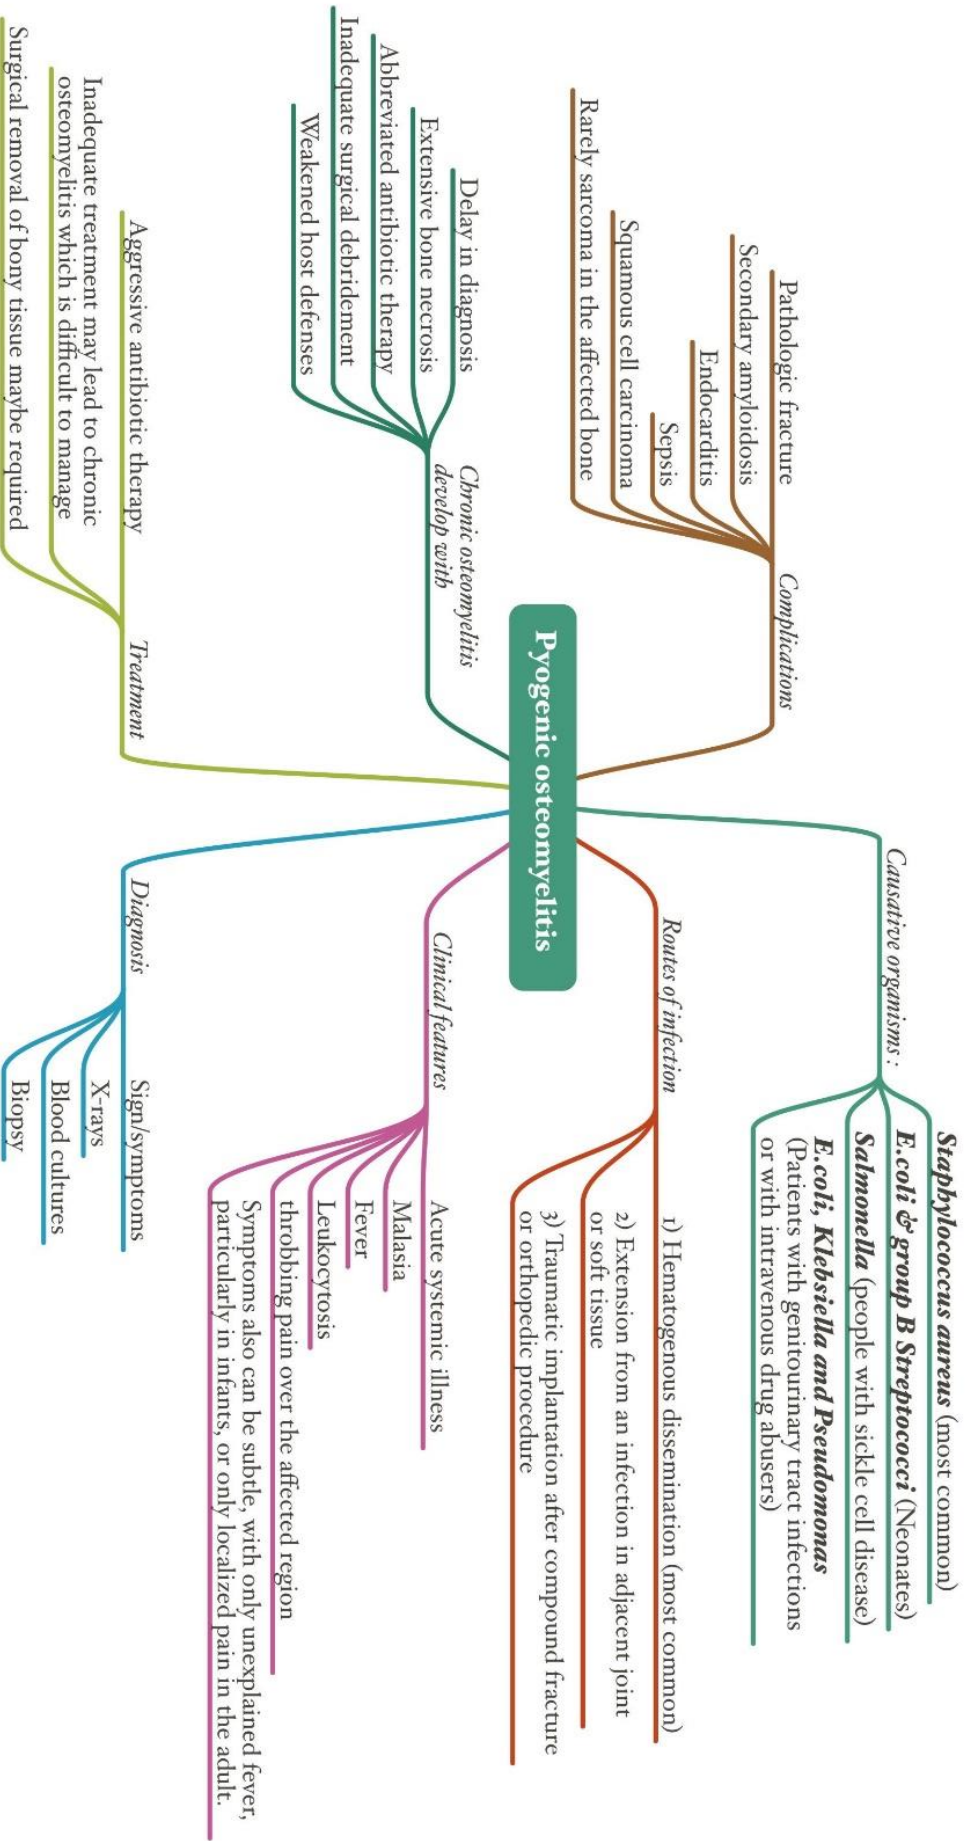 Pyogenic osteomyelitis
Causative organisms :
Staphylococcus aureus (most common)
E.coli & group B Streptococci (Neonates)
Salmonella (people with sickle cell disease)
E.coli, Klebsiella and Pseudomonas
(Patients with genitourinary tract infections
or with intravenous drug abusers)
Routes of infection
1) Hematogenous dissemination (most common)
2) Extension from an infection in adjacent joint
or soft tissue
3) Traumatic implantation after compound fracture
or orthopedic procedure
Clinical features
Acute systemic illness
Malasia
Fever
Leukocytosis
throbbing pain over the affected region
Symptoms also can be subtle, with only unexplained fever,
particularly in infants, or only localized pain in the adult.
Diagnosis
Sign/symptoms
X-rays
Blood cultures
Biopsy
Complications
Pathologic fracture
Secondary amyloidosis
Endocarditis
Sepsis
Squamous cell carcinoma
Rarely sarcoma in the affected bone
Chronic osteomyelitis
develop with
Delay in diagnosis
Extensive bone necrosis
Abbreviated antibiotic therapy
Inadequate surgical debridement
Weakened host defenses
Treatment
Aggressive antibiotic therapy
Inadequate treatment may lead to chronic
osteomyelitis which is difficult to manage
Surgical removal of bony tissue maybe required